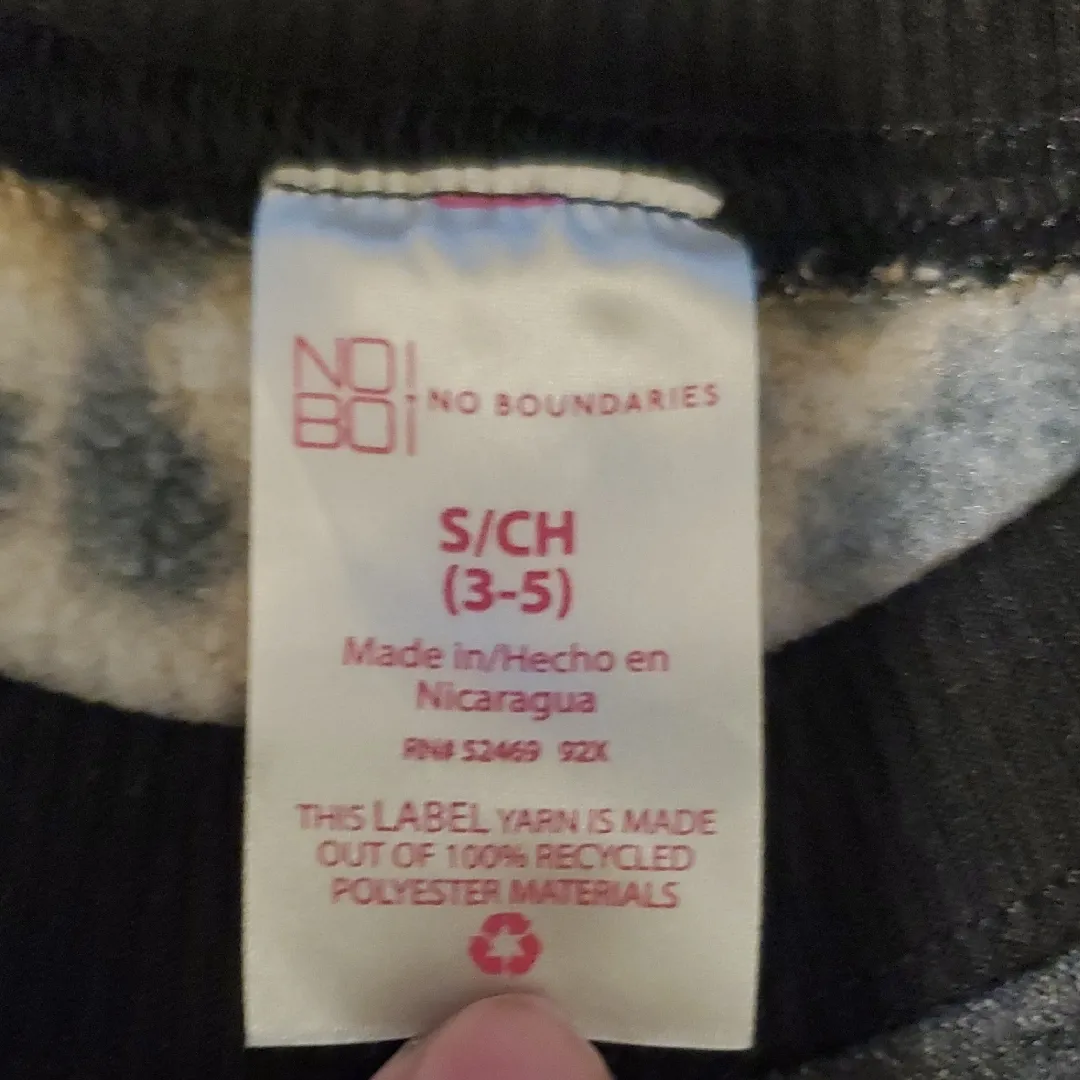 NO
BO
NO BOUNDARIES
S/CH
(3-5)
Made in/Hecho en
Nicaragua
RN# 52469 92X
THIS LABEL YARN IS MADE
OUT OF 100% RECYCLED
POLYESTER MATERIALS